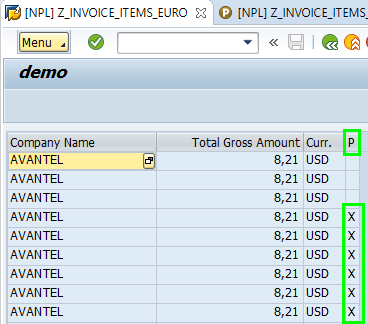 [NPL] Z_INVOICE_ITEMS_EURO [NPL] Z_INVOICE_ITEMS_
Menu
demo
Company Name Total Gross Amount Curr. P
AVANTEL 8,21 USD
AVANTEL 8,21 USD
AVANTEL 8,21 USD
AVANTEL 8,21 USD X
AVANTEL 8,21 USD X
AVANTEL 8,21 USD X
AVANTEL 8,21 USD X
AVANTEL 8,21 USD X
AVANTEL 8,21 USD X